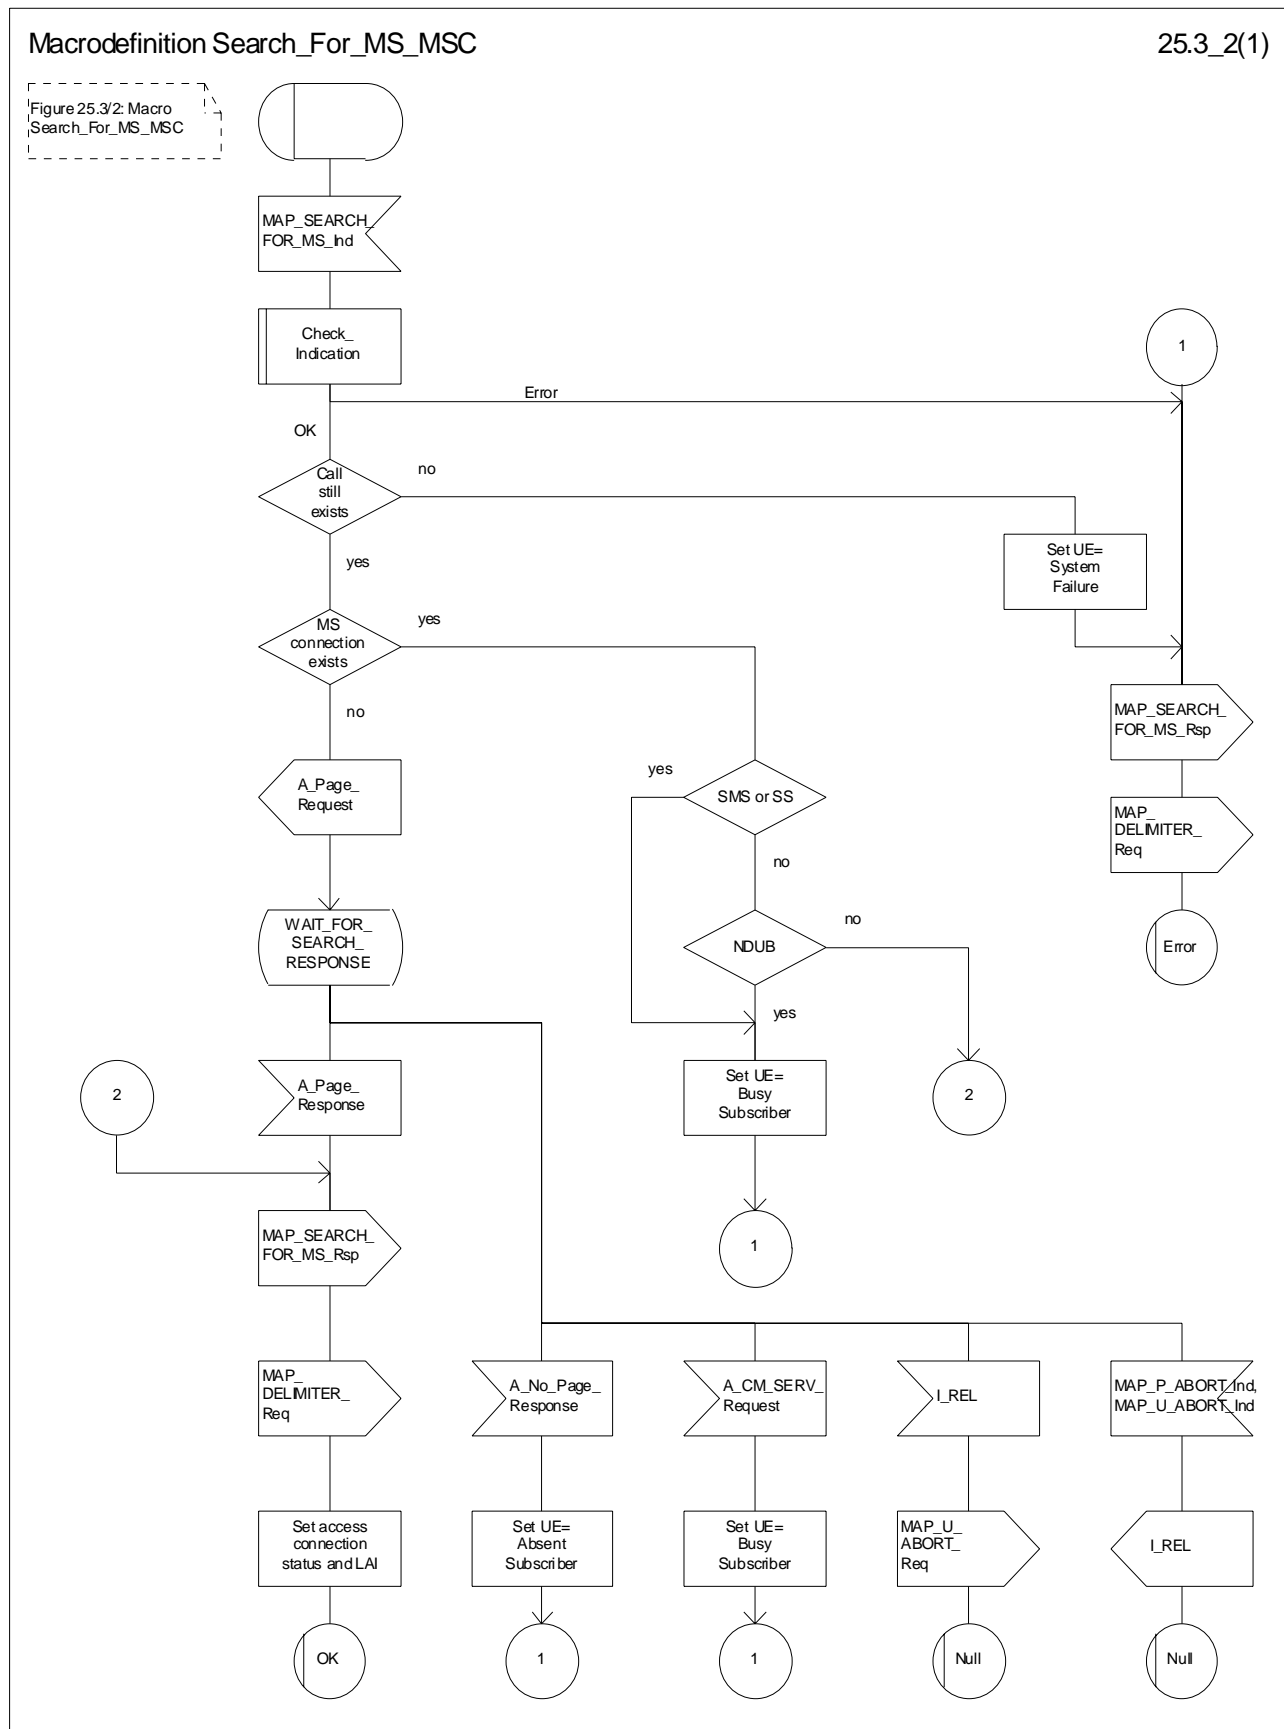 Macrodefinition Search_For_MS_MSC
25.3_2(1)
Figure 25.3/2: Macro
Search_For_MS_MSC
MAP_SEARCH_
FOR_MS_Ind
Check_
Indication
1
Error
OK
Call
still
exists
no
yes
Set UE=
System
Failure
MS
connection
exists
yes
no
MAP_SEARCH_
FOR_MS_Rsp
A_Page_
Request
yes
SMS or SS
no
MAP_
DELIMITER_
Req
WAIT_FOR_
SEARCH_
RESPONSE
NDUB
no
yes
Error
2
A_Page_
Response
Set UE=
Busy
Subscriber
2
MAP_SEARCH_
FOR_MS_Rsp
1
MAP_
DELIMITER_
Req
A_No_Page_
Response
A_CM_SERV_
Request
I_REL
MAP_P_ABORT_Ind,
MAP_U_ABORT_Ind
Set access
connection
status and LAI
Set UE=
Absent
Subscriber
Set UE=
Busy
Subscriber
MAP_U_
ABORT_
Req
I_REL
OK
1
1
Null
Null